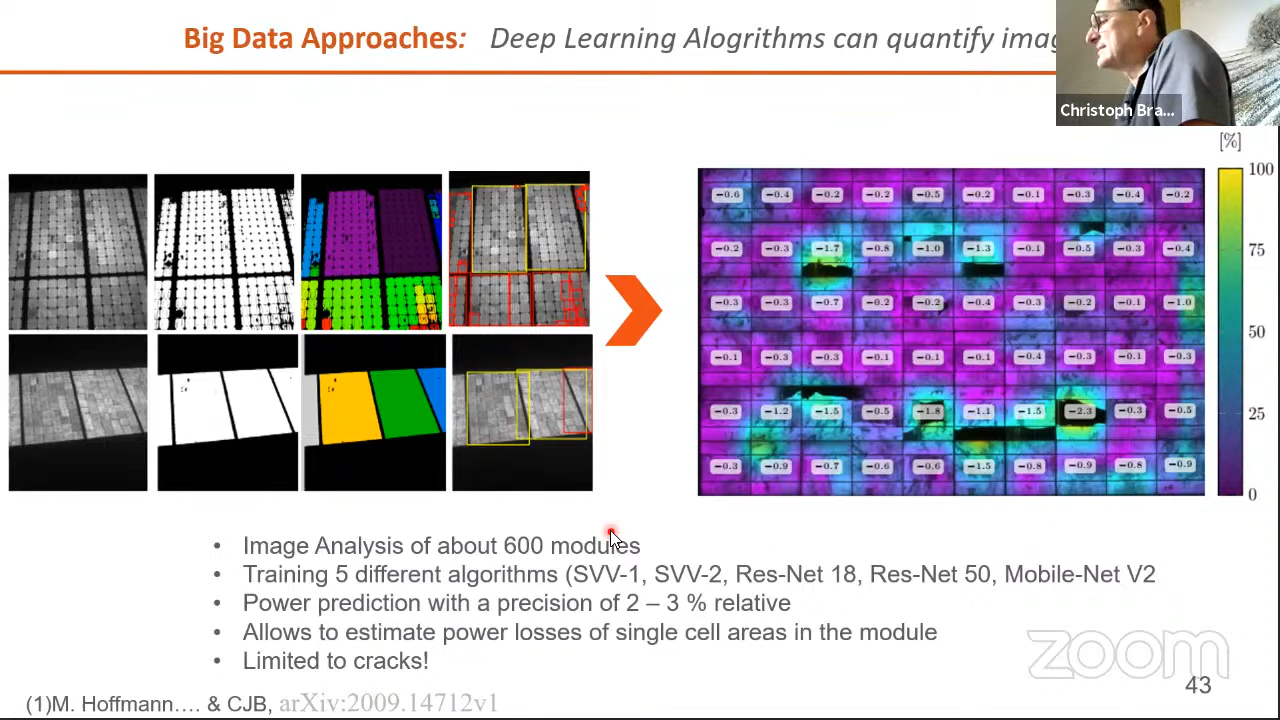 Big Data Approaches: Deep Learning Alogrithms can quantify imag
Christoph Bra...
[%]
100
75
50
25
0
−0.6 −0.4 −0.2 −0.2 −0.5 −0.2 −0.1 −0.3 −0.4 −0.2
−0.2 −0.3 −1.7 −0.8 −1.0 −1.3 −0.1 −0.5 −0.3 −0.4
−0.3 −0.3 −0.7 −0.2 −0.2 −0.4 −0.3 −0.2 −0.1 −1.0
−0.1 −0.3 −0.3 −0.1 −0.1 −0.1 −0.4 −0.3 −0.1 −0.3
−0.3 −1.2 −1.5 −0.5 −1.8 −1.1 −1.5 −2.3 −0.3 −0.5
−0.3 −0.9 −0.7 −0.6 −0.6 −1.5 −0.8 −0.9 −0.8 −0.9
• Image Analysis of about 600 modules
• Training 5 different algorithms (SVV-1, SVV-2, Res-Net 18, Res-Net 50, Mobile-Net V2
• Power prediction with a precision of 2 – 3 % relative
• Allows to estimate power losses of single cell areas in the module
• Limited to cracks!
zoom
43
(1)M. Hoffmann…. & CJB, arXiv:2009.14712v1